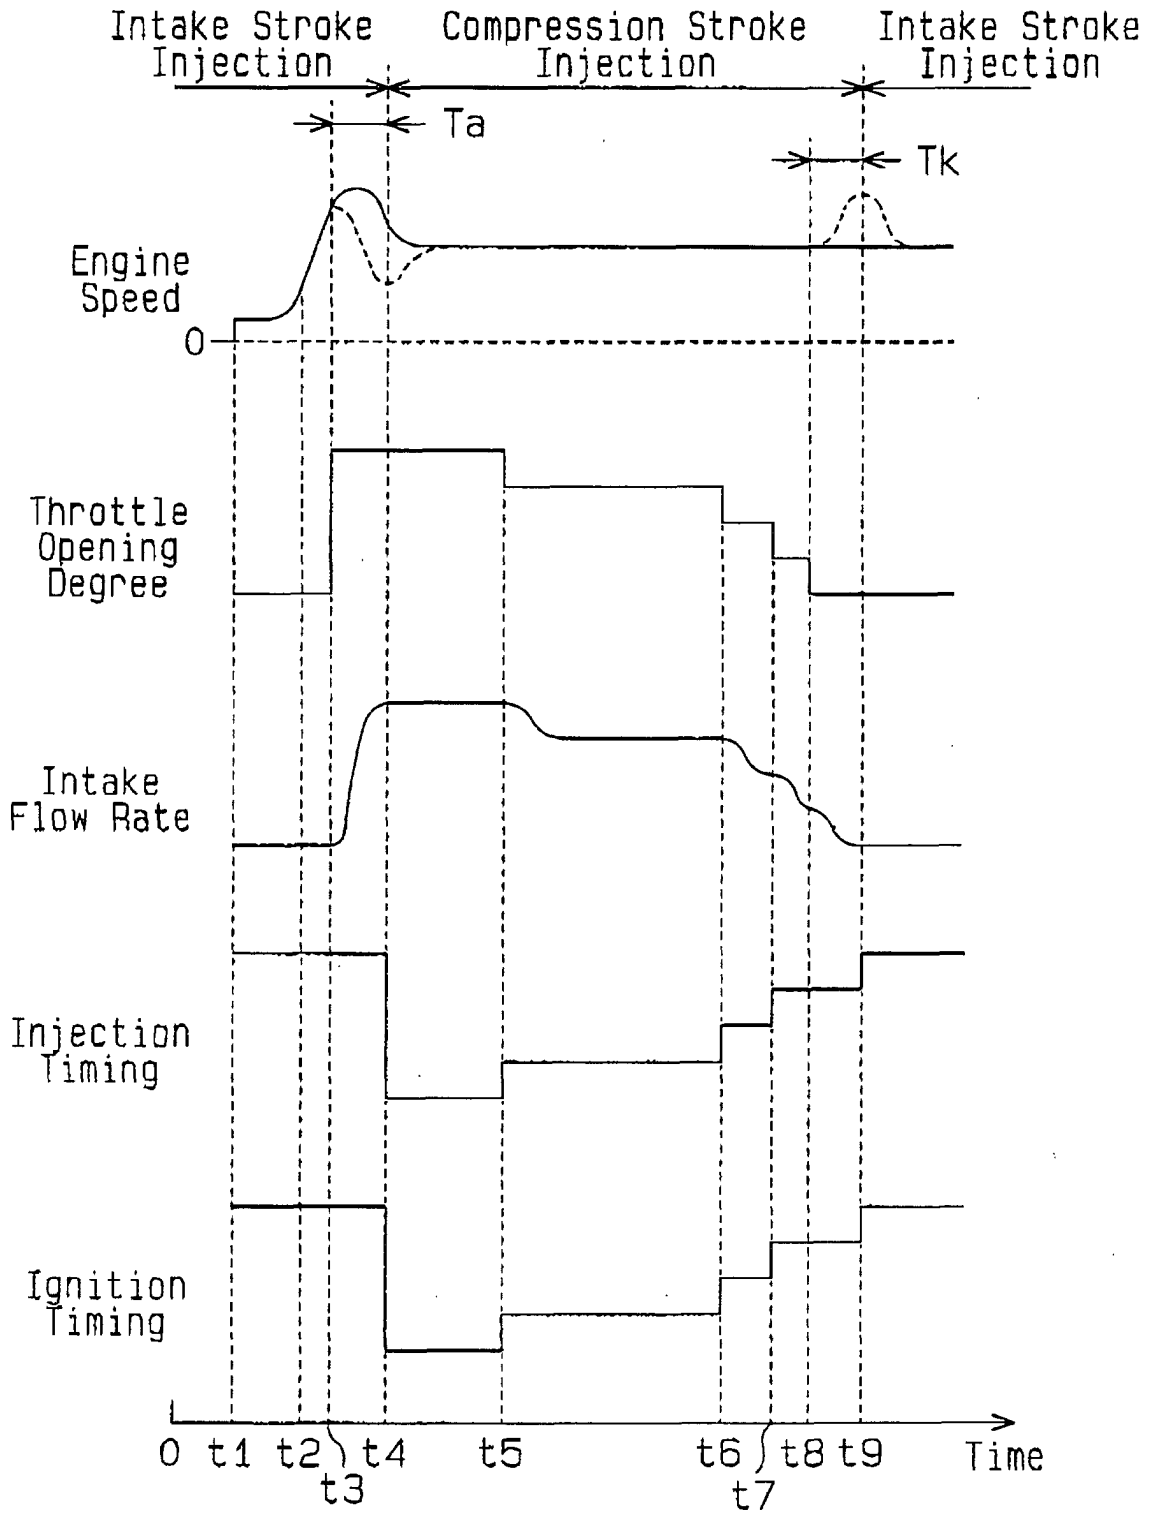 Intake Stroke
Injection
Compression Stroke
Injection
Intake Stroke
Injection
Ta
Tk
Engine
Speed
0
Throttle
Opening
Degree
Intake
Flow Rate
Injection
Timing
Ignition
Timing
0 t1 t2 t4 t5 t6 t8 t9 Time
t3 t7